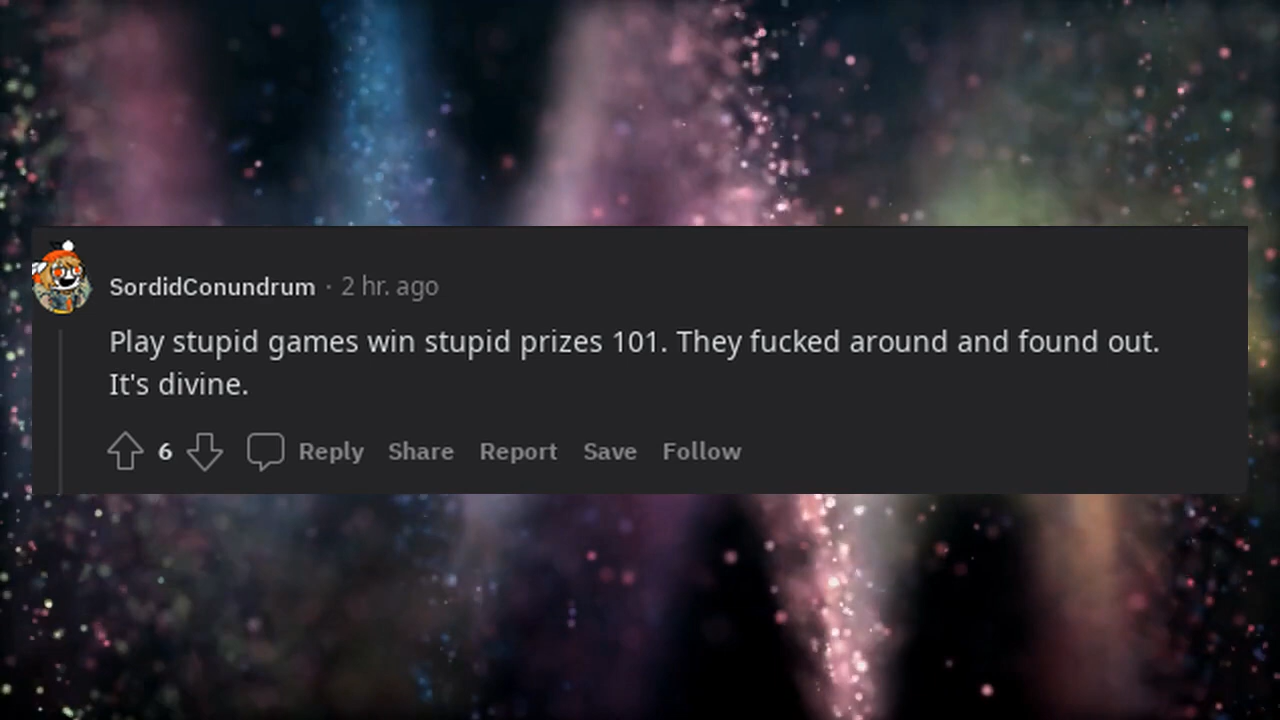 SordidConundrum · 2 hr. ago
Play stupid games win stupid prizes 101. They fucked around and found out.
It's divine.
6 Reply Share Report Save Follow